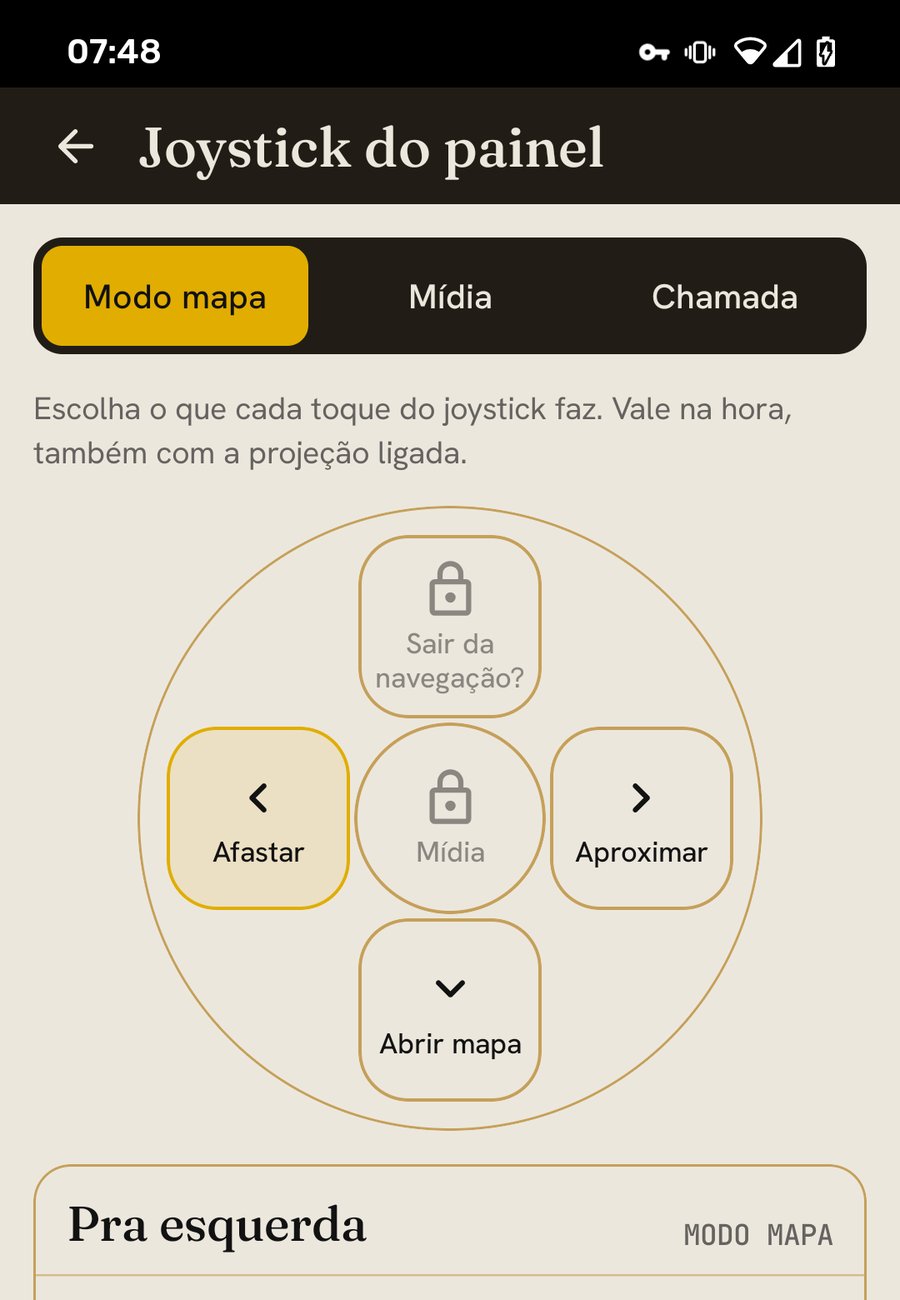 07:48
Joystick do painel
Modo mapa
Mídia
Chamada
Escolha o que cada toque do joystick faz. Vale na hora,
também com a projeção ligada.
Sair da
navegação?
Afastar
Mídia
Aproximar
Abrir mapa
Pra esquerda
MODO MAPA